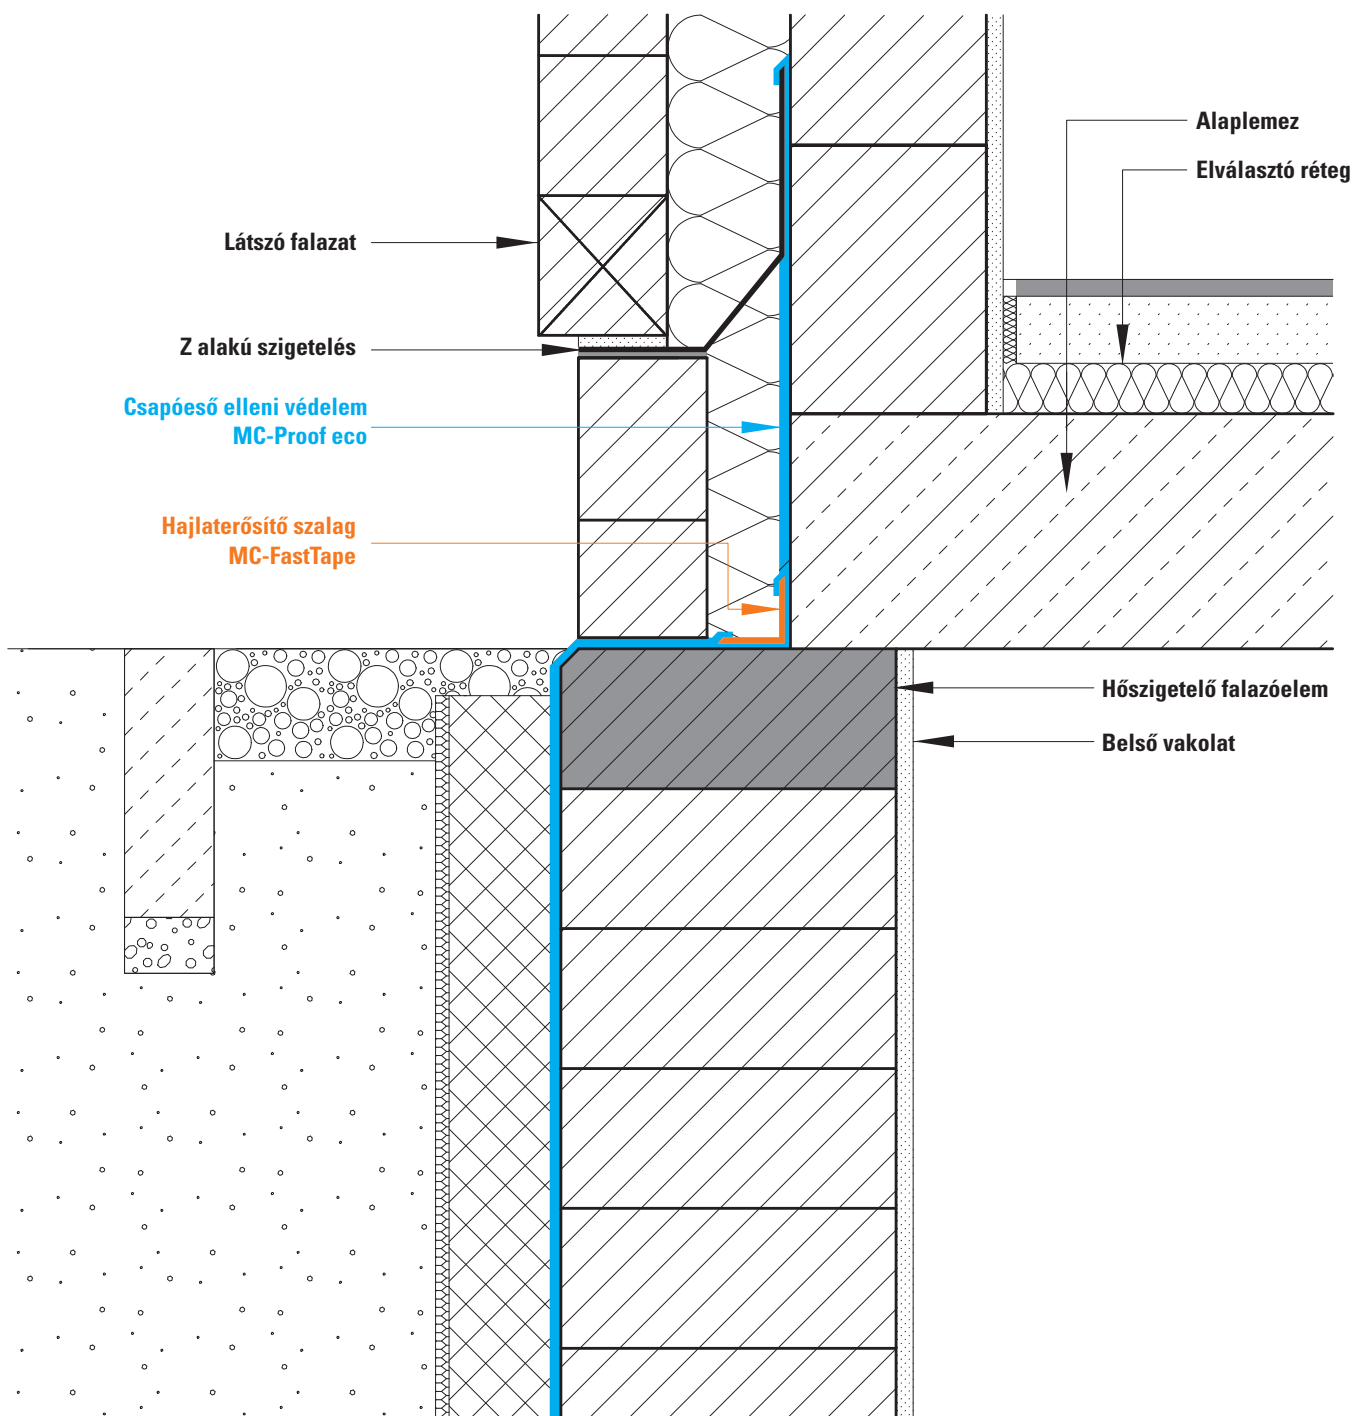 Alaplemez
Elválasztó réteg
Látszó falazat
Z alakú szigetelés
Csapóeső elleni védelem
MC-Proof eco
Hajlaterősítő szalag
MC-FastTape
Hőszigetelő falazóelem
Belső vakolat